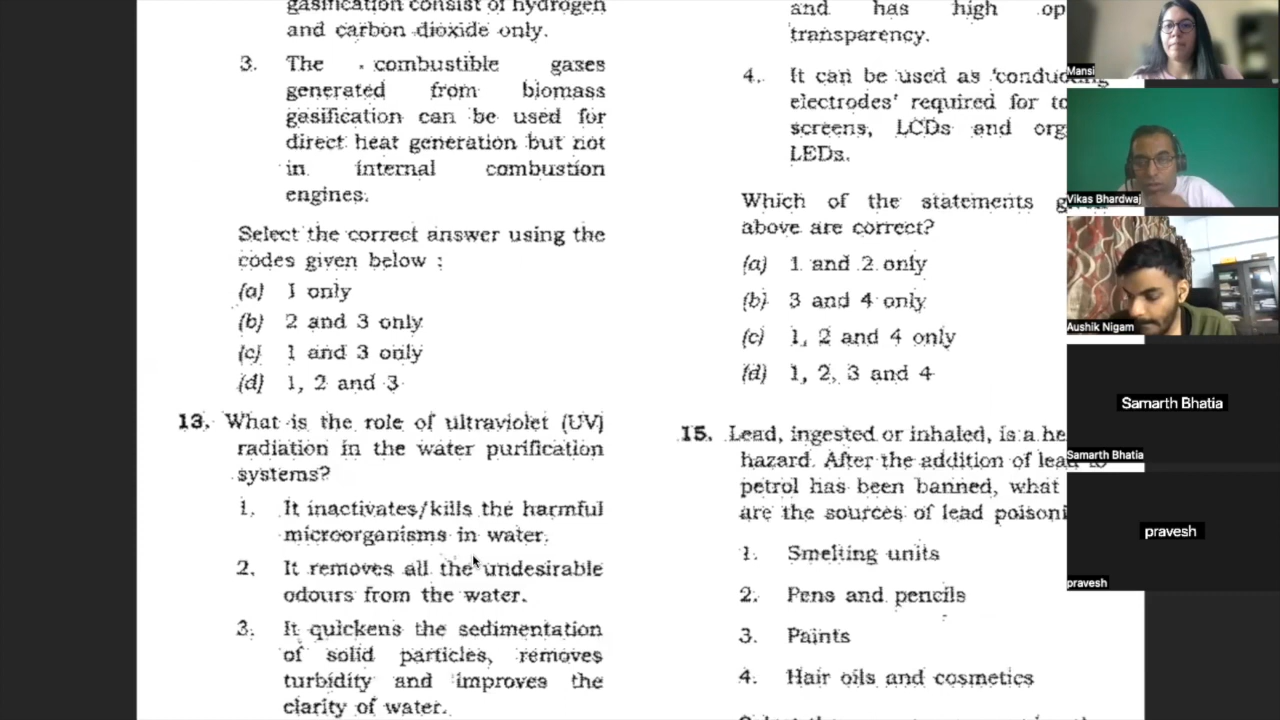 gasification consist of hydrogen
and carbon dioxide only.
3. The combustible gases
generated from biomass
gasification can be used for
direct heat generation but not
in internal combustion
engines.
Select the correct answer using the
codes given below :
(a) 1 only
(b) 2 and 3 only
(c) 1 and 3 only
(d) 1, 2 and 3
13. What is the role of ultraviolet (UV)
radiation in the water purification
systems?
1. It inactivates/kills the harmful
microorganisms in water.
2. It removes all the undesirable
odours from the water.
3. It quickens the sedimentation
of solid particles, removes
turbidity and improves the
clarity of water.
and has high op
transparency.
4. It can be used as 'conducting
electrodes' required for to
screens, LCDs and org
LEDs.
Which of the statements
above are correct?
(a) 1 and 2 only
(b) 3 and 4 only
(c) 1, 2 and 4 only
(d) 1, 2, 3 and 4
15. Lead, ingested or inhaled, is a he
hazard. After the addition of lead to
petrol has been banned, what
are the sources of lead poisoni
1. Smelting units
2. Pens and pencils
3. Paints
4. Hair oils and cosmetics
Mansi
Vikas Bhardwaj
Aushik Nigam
Samarth Bhatia
Samarth Bhatia
pravesh
pravesh